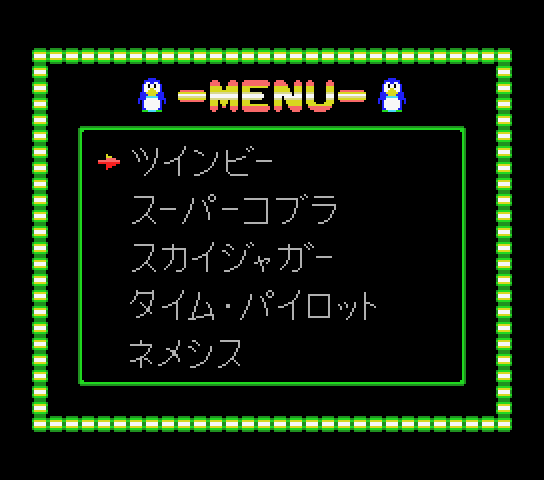 -MENU-
ツインビー
スーパーコブラ
スカイジャガー
タイム・パイロット
ネメシス